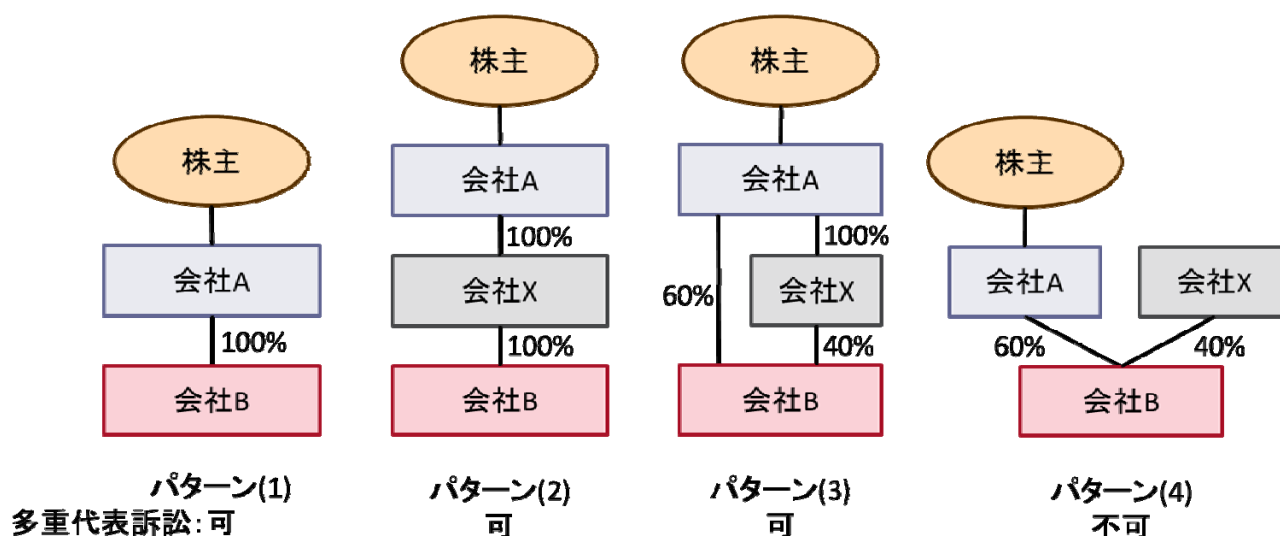 株主
会社A
100%
会社B
パターン(1)
多重代表訴訟: 可
株主
会社A
100%
会社X
100%
会社B
パターン(2)
可
株主
会社A
100%
60%
会社X
40%
会社B
パターン(3)
可
株主
会社A
会社X
60%
40%
会社B
パターン(4)
不可